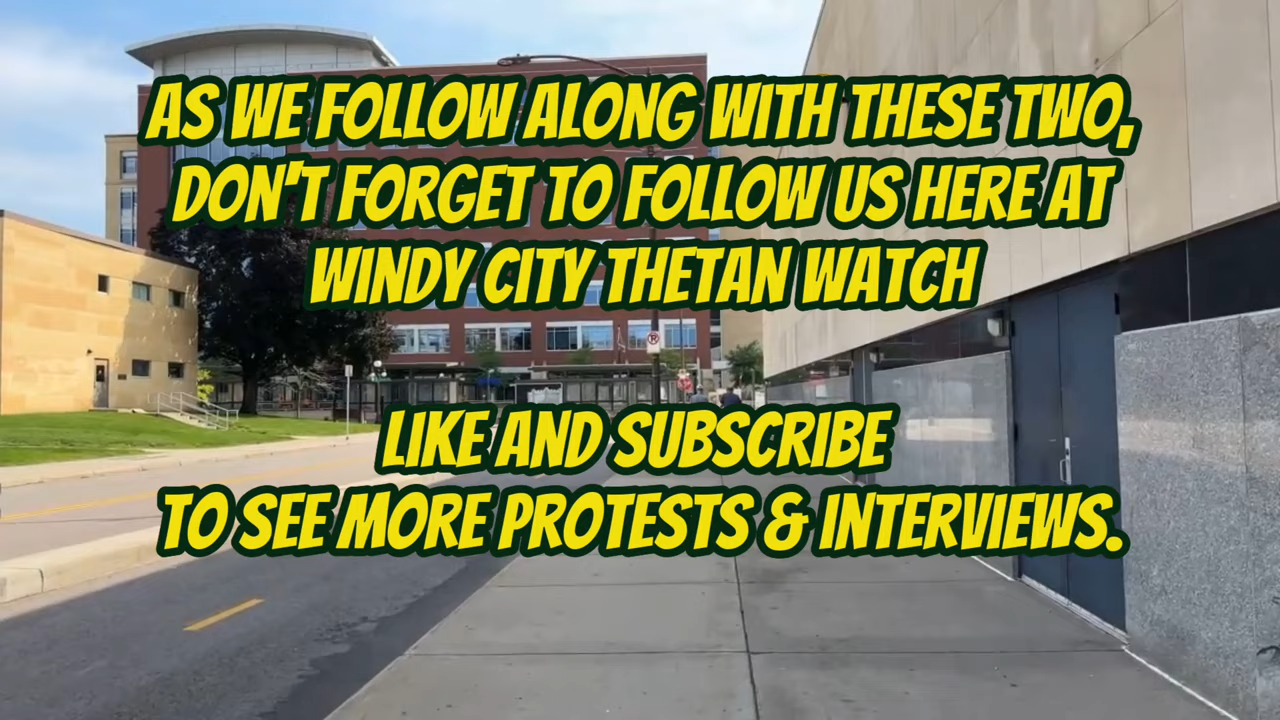 AS WE FOLLOW ALONG WITH THESE TWO,
DON'T FORGET TO FOLLOW US HERE AT
WINDY CITY THETAN WATCH
LIKE AND SUBSCRIBE
TO SEE MORE PROTESTS & INTERVIEWS.